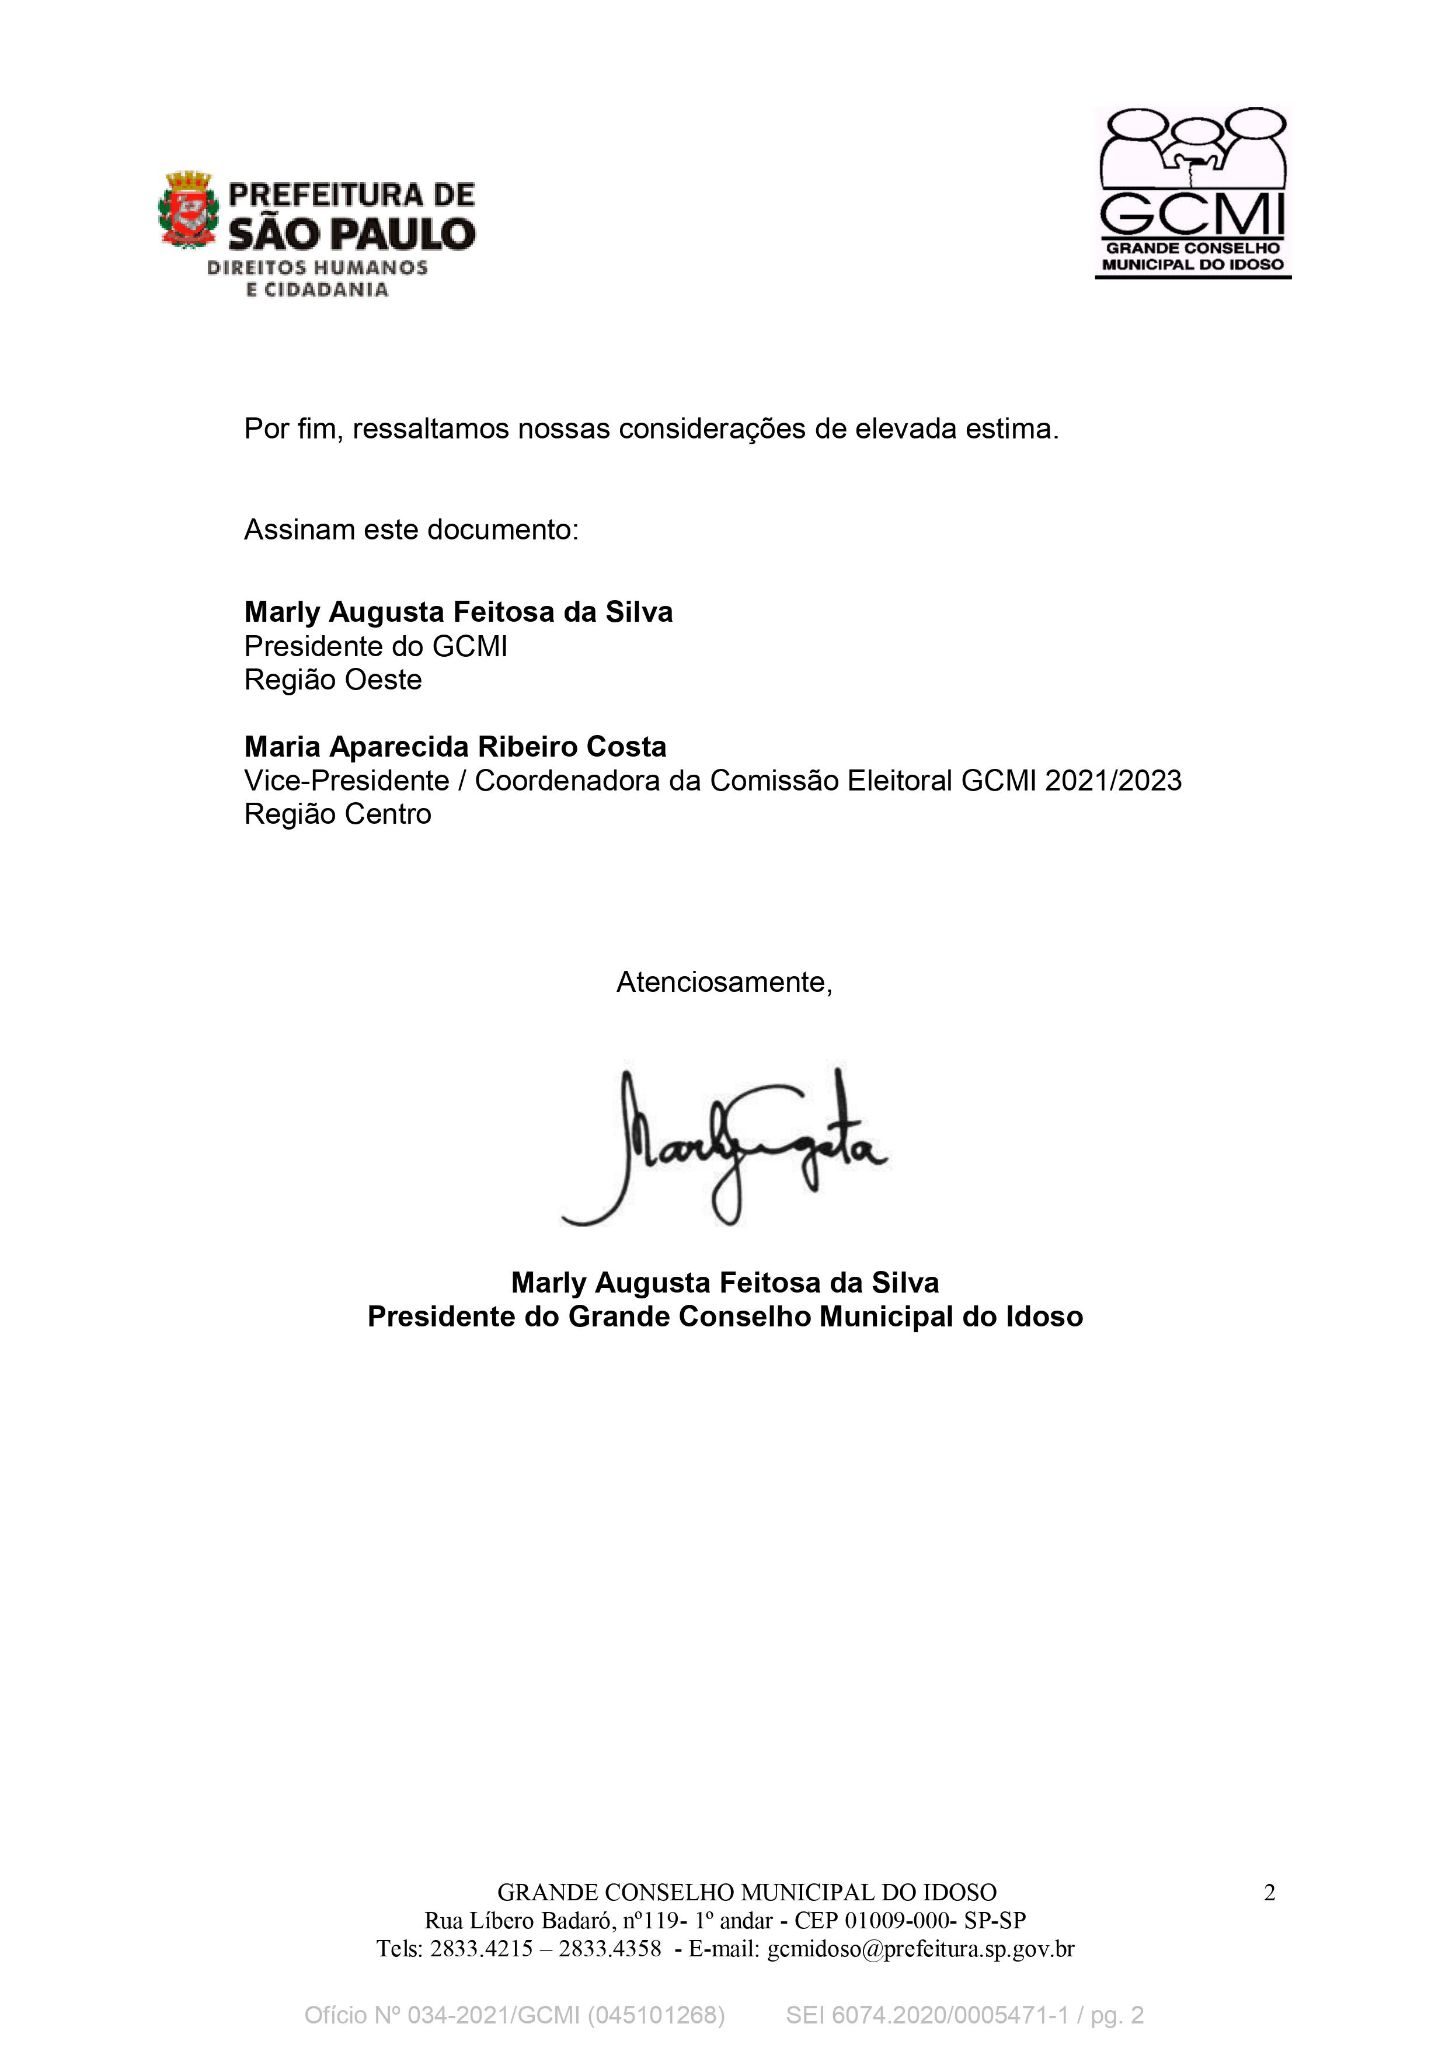 PREFEITURA DE
SÃO PAULO
DIREITOS HUMANOS
E CIDADANIA
GCMI
GRANDE CONSELHO
MUNICIPAL DO IDOSO
Por fim, ressaltamos nossas considerações de elevada estima.
Assinam este documento:
Marly Augusta Feitosa da Silva
Presidente do GCMI
Região Oeste
Maria Aparecida Ribeiro Costa
Vice-Presidente / Coordenadora da Comissão Eleitoral GCMI 2021/2023
Região Centro
Atenciosamente,
Marly Augusta
Marly Augusta Feitosa da Silva
Presidente do Grande Conselho Municipal do Idoso
GRANDE CONSELHO MUNICIPAL DO IDOSO 2
Rua Líbero Badaró, nº119- 1º andar - CEP 01009-000- SP-SP
Tels: 2833.4215 – 2833.4358 - E-mail: gcmidoso@prefeitura.sp.gov.br
Ofício Nº 034-2021/GCMI (045101268) SEI 6074.2020/0005471-1 / pg. 2